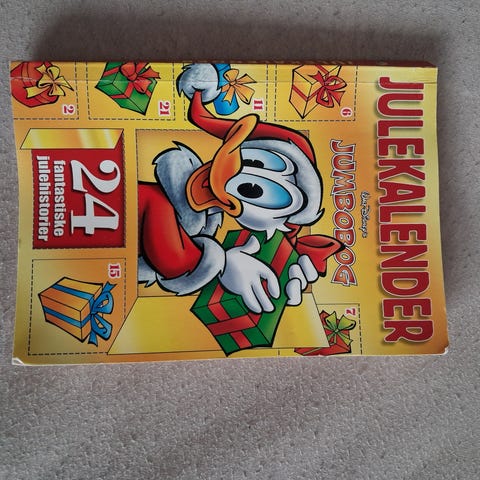 JULEKALENDER
Walt Disney's
JUMBOBOG
6
11
21
2
7
24
fantastiske
julehistorier
15